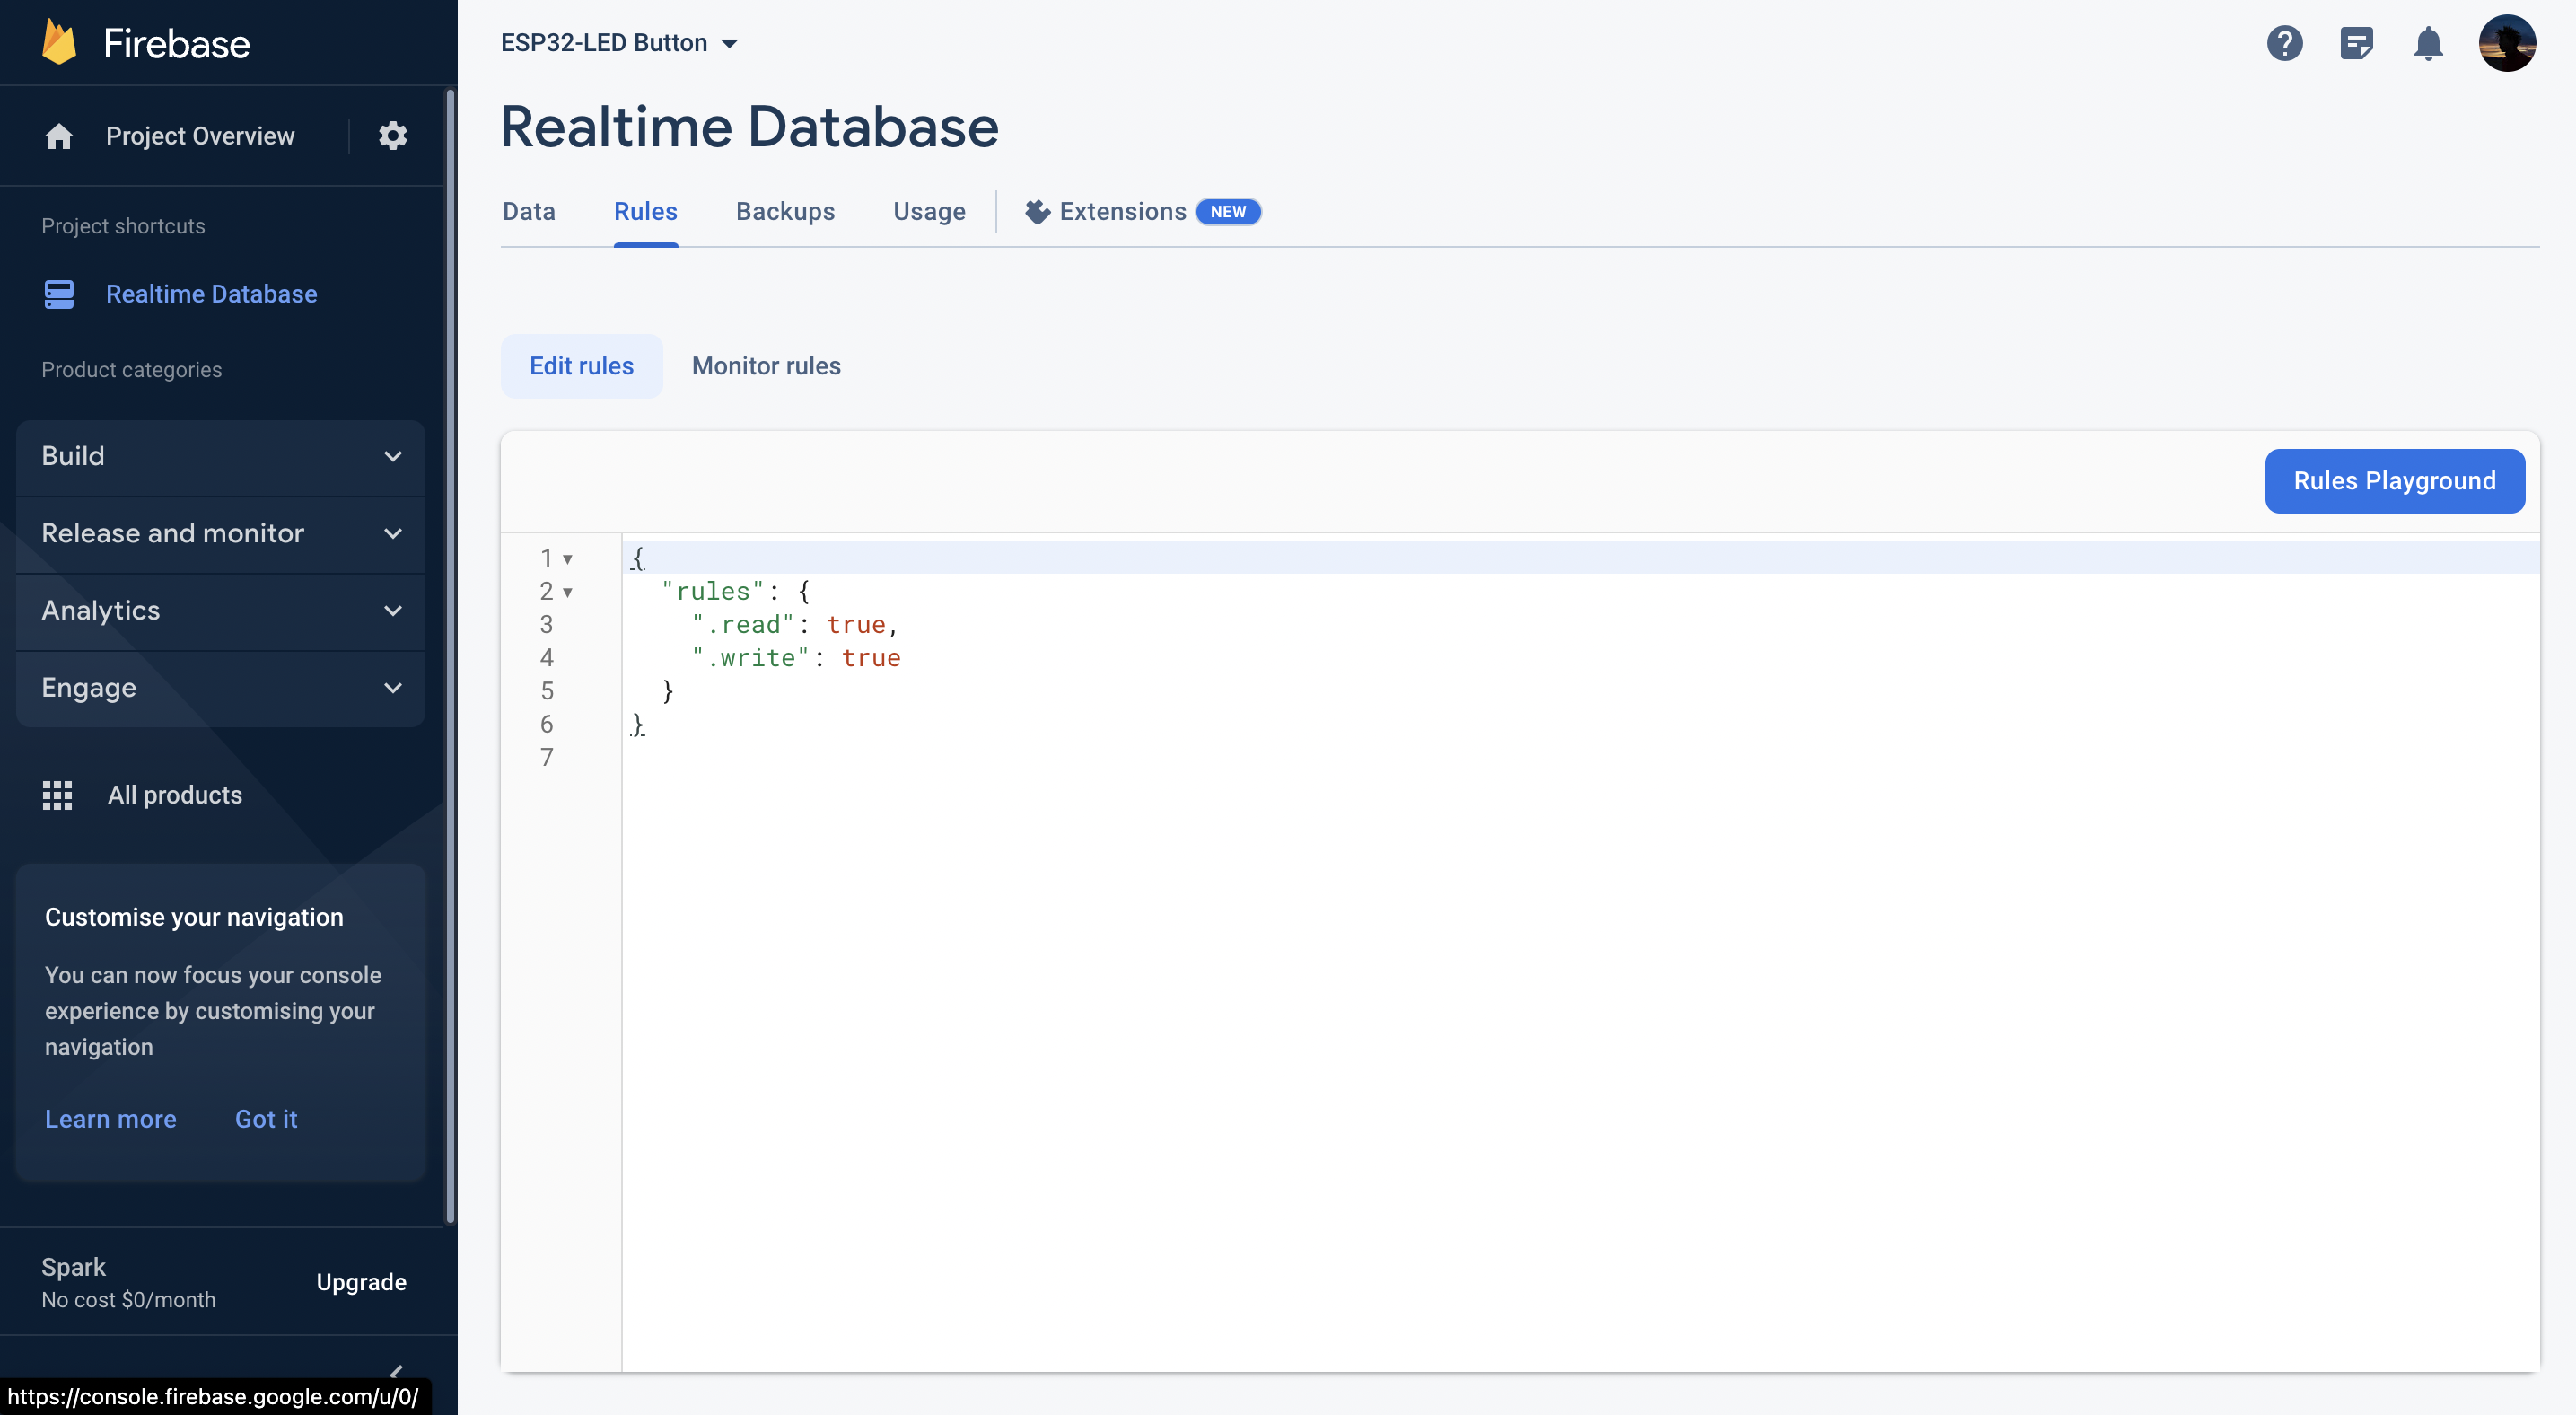 Firebase
Project Overview
Project shortcuts
Realtime Database
Product categories
Build
Release and monitor
Analytics
Engage
All products
Customise your navigation
You can now focus your console
experience by customising your
navigation
Learn more Got it
Spark
No cost $0/month
Upgrade
https://console.firebase.google.com/u/0/
ESP32-LED Button
Realtime Database
Data Rules Backups Usage Extensions NEW
Edit rules Monitor rules
Rules Playground
1 {
2 "rules": {
3 ".read": true,
4 ".write": true
5 }
6 }
7